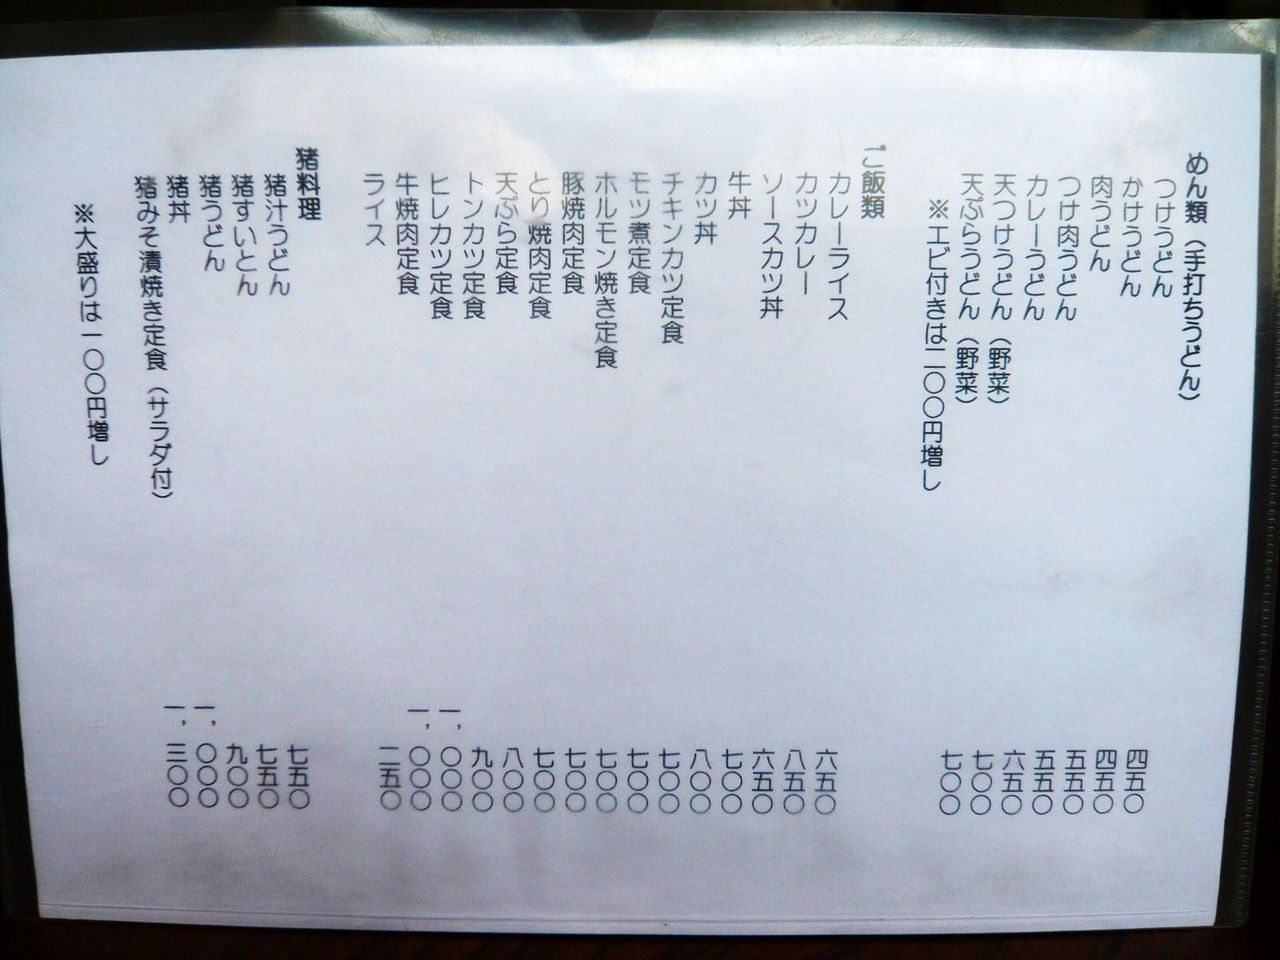 めん類（手打ちうどん）
つけうどん 四五〇
かけうどん 四五〇
肉うどん 五五〇
つけ肉うどん 五五〇
カレーうどん 六五〇
天つけうどん（野菜） 七〇〇
天ぷらうどん（野菜） 七〇〇
※エビ付きは二〇〇円増し
ご飯類
カレーライス 六五〇
カツカレー 八五〇
ソースカツ丼 六五〇
牛丼 七〇〇
カツ丼 八〇〇
チキンカツ定食 七〇〇
モツ煮定食 七〇〇
ホルモン焼き定食 七〇〇
豚焼肉定食 七〇〇
とり焼肉定食 七〇〇
天ぷら定食 八〇〇
トンカツ定食 九〇〇
ヒレカツ定食 一,〇〇〇
牛焼肉定食 一,〇〇〇
ライス 二五〇
猪料理
猪汁うどん 七五〇
猪すいとん 七五〇
猪うどん 九〇〇
猪丼 一,〇〇〇
猪みそ漬焼き定食（サラダ付） 一,三〇〇
※大盛りは一〇〇円増し